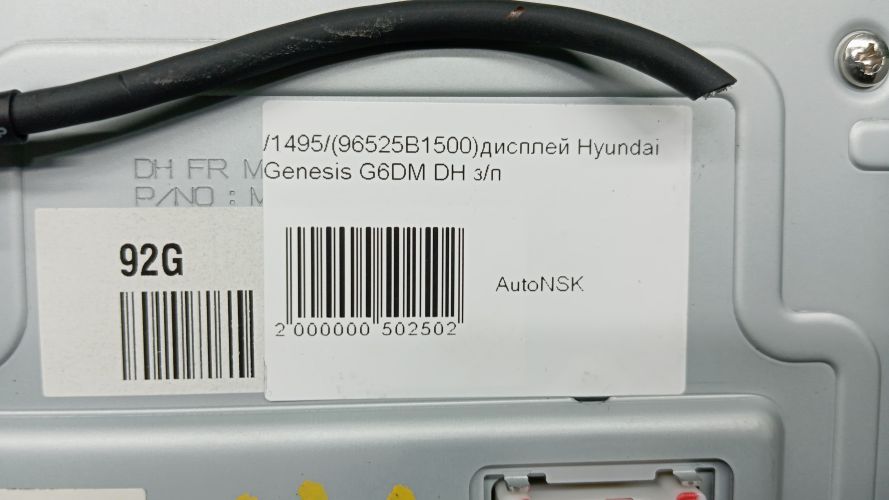 /1495/(96525B1500)дисплей Hyundai
Genesis G6DM DH з/п
DH FR M
P/NO : M
92G
AutoNSK
2 000000 502502